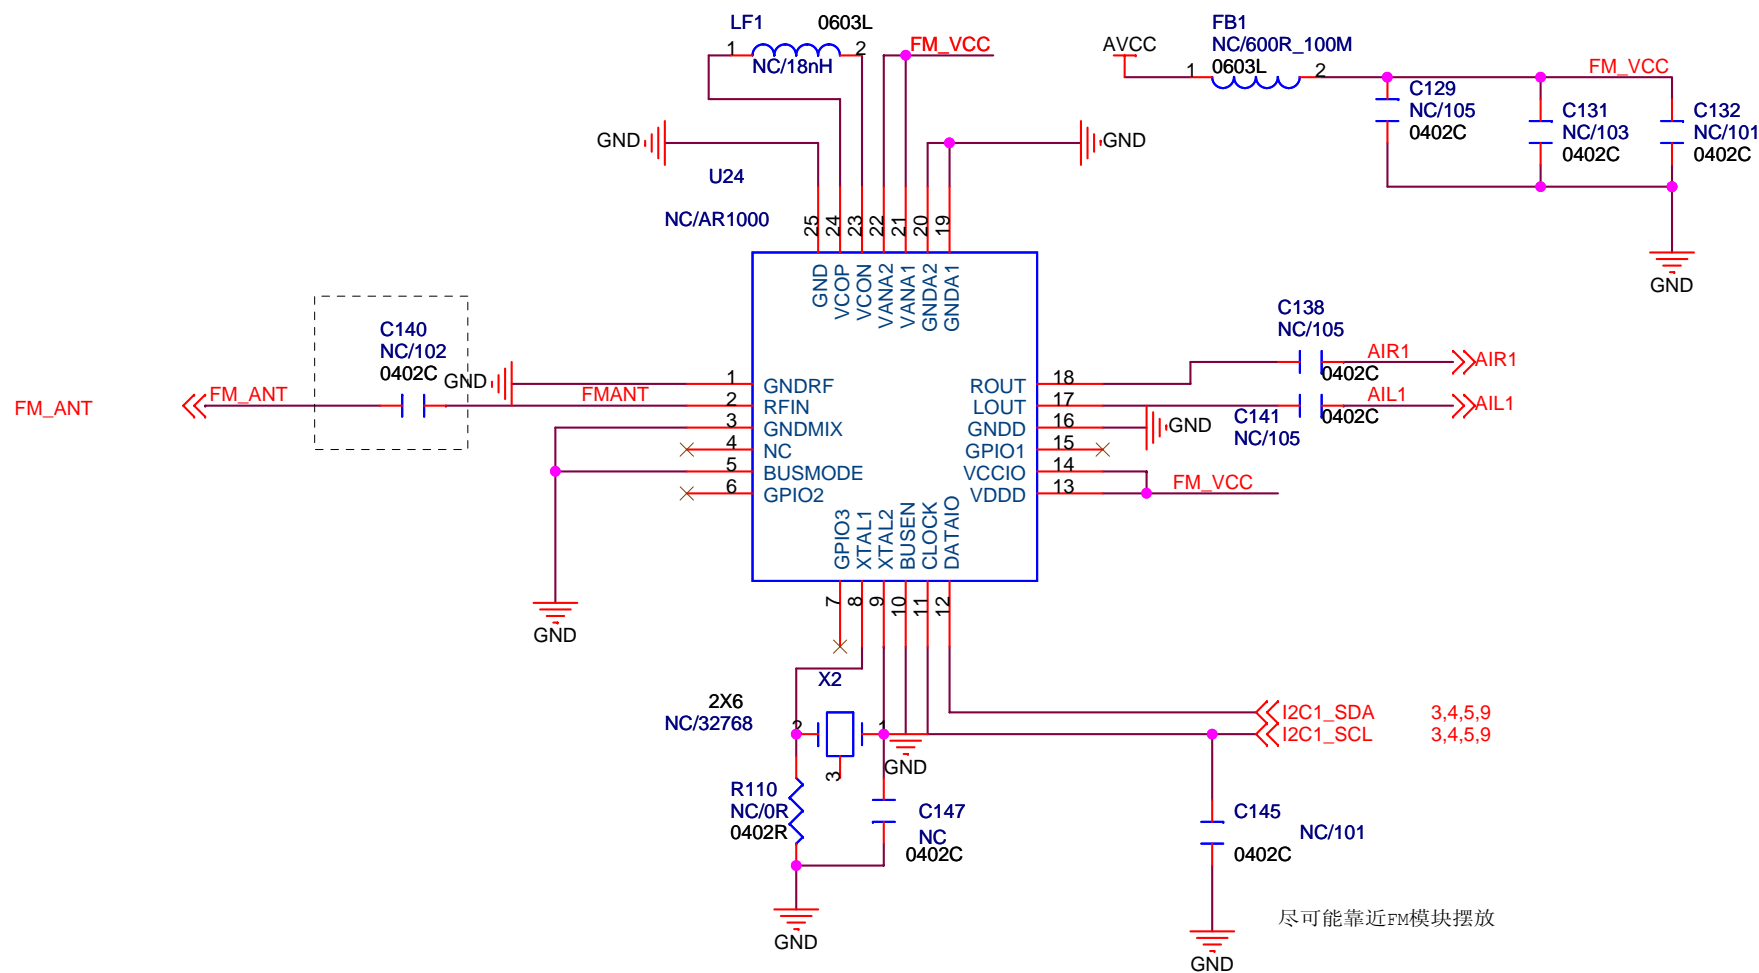 LF1
0603L
1
2
NC/18nH
FM_VCC
AVCC
FB1
NC/600R_100M
0603L
1
2
FM_VCC
C129
NC/105
0402C
C131
NC/103
0402C
C132
NC/101
0402C
GND
GND
GND
U24
NC/AR1000
25
24
23
22
21
20
19
GND
VCOP
VCON
VANA2
VANA1
GNDA2
GNDA1
C140
NC/102
0402C
GND
FM_ANT
FM_ANT
FMANT
1
2
3
4
5
6
GNDRF
RFIN
GNDMIX
NC
BUSMODE
GPIO2
GND
ROUT
LOUT
GNDD
GPIO1
VCCIO
VDDD
18
17
16
15
14
13
C138
NC/105
0402C
AIR1
AIR1
C141
NC/105
0402C
AIL1
AIL1
GND
FM_VCC
GPIO3
XTAL1
XTAL2
BUSEN
CLOCK
DATAIO
7
8
9
10
11
12
X2
2X6
NC/32768
2
1
3
GND
I2C1_SDA
3,4,5,9
I2C1_SCL
3,4,5,9
R110
NC/0R
0402R
C147
NC
0402C
C145
NC/101
0402C
GND
GND
尽可能靠近FM模块摆放